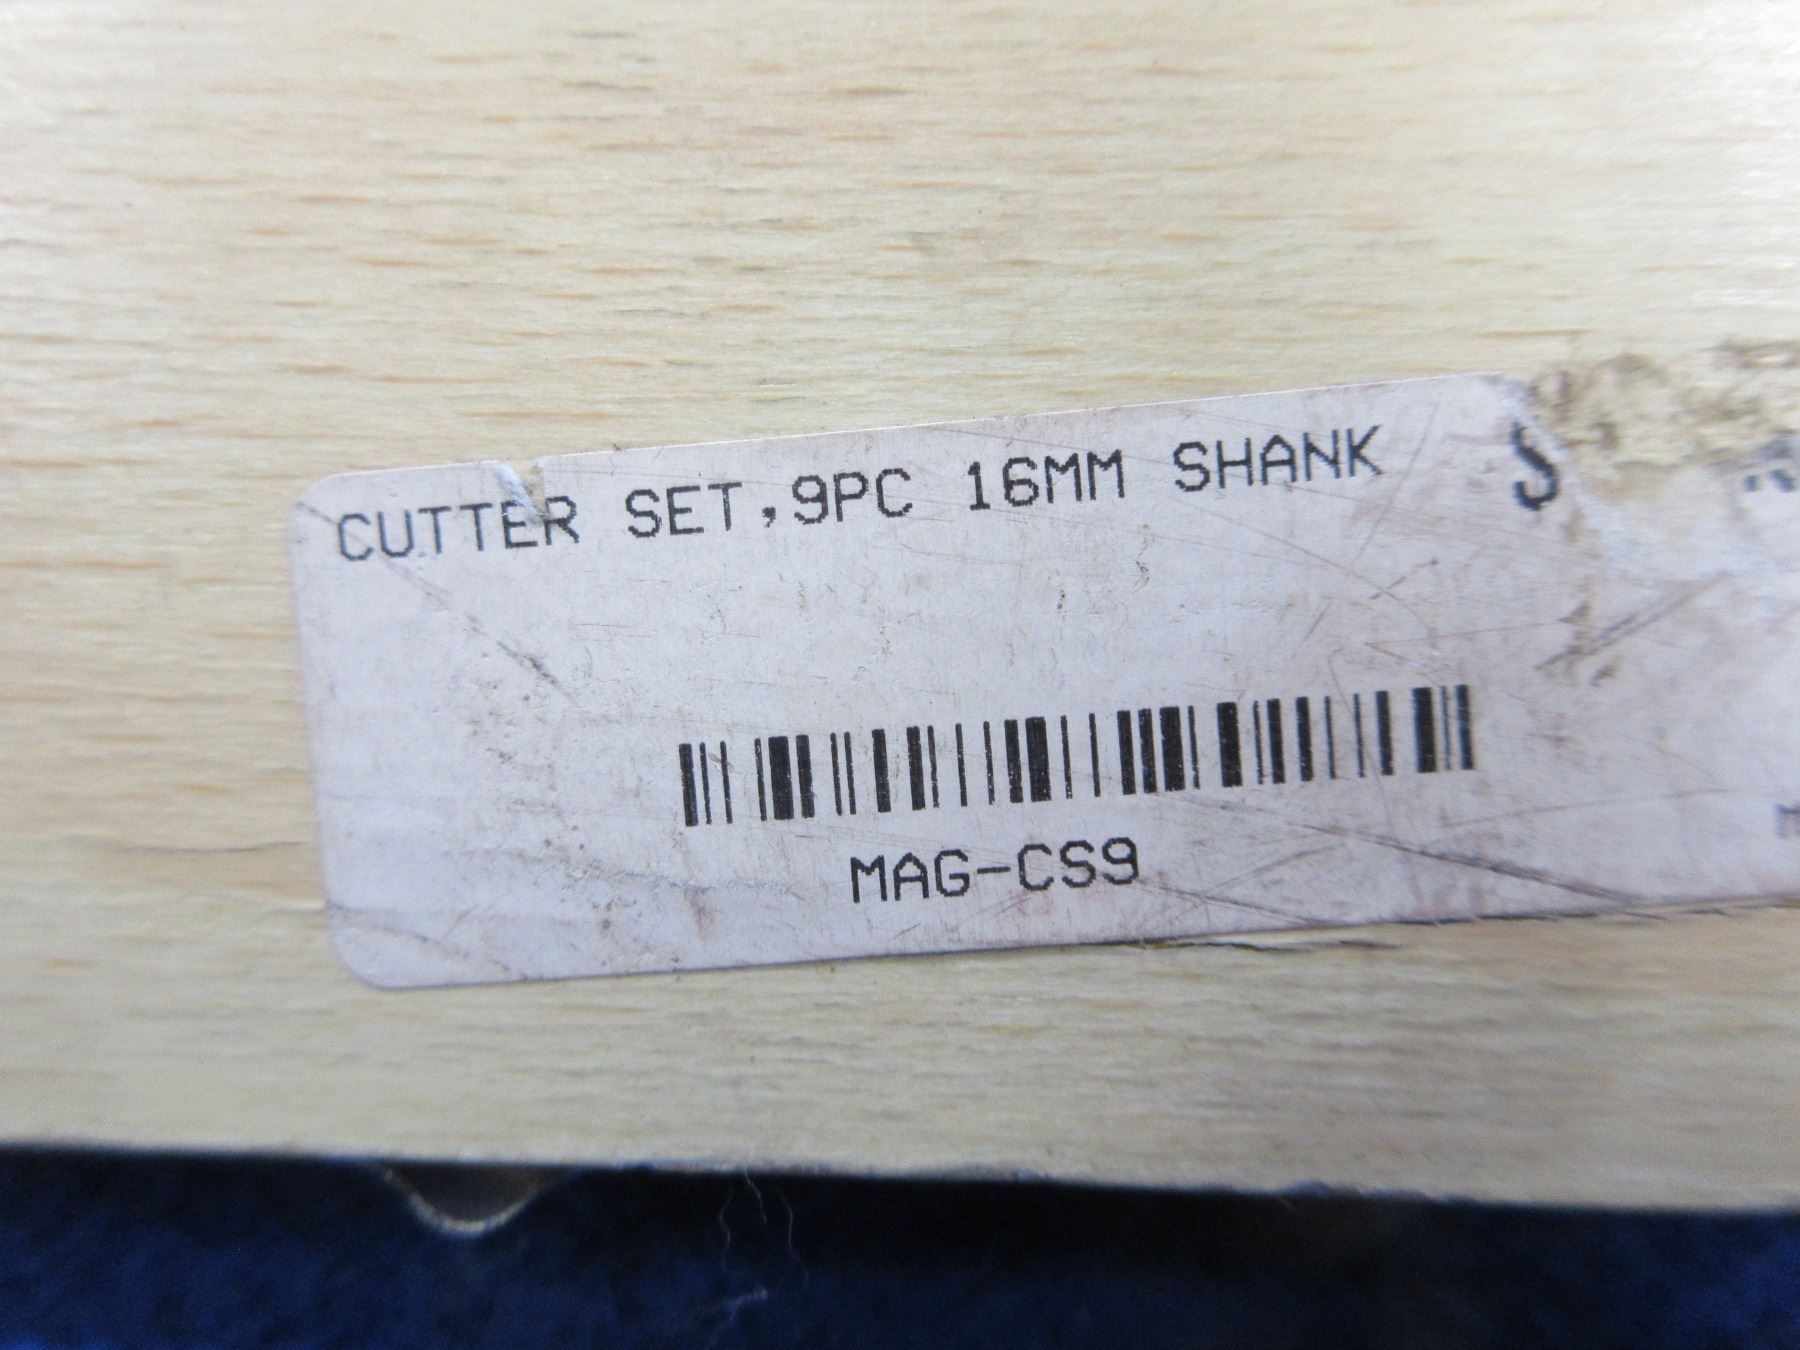 CUTTER SET,9PC 16MM SHANK
MAG-CS9